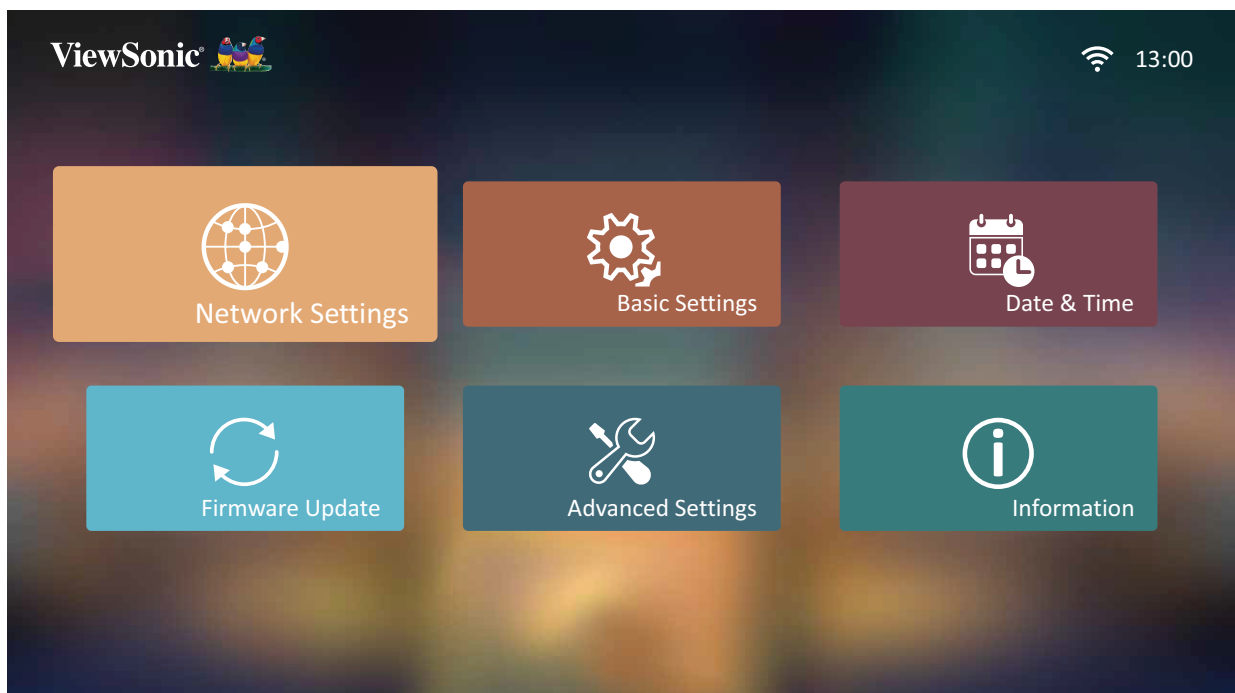 ViewSonic®
13:00
Network Settings
Basic Settings
Date & Time
Firmware Update
Advanced Settings
Information